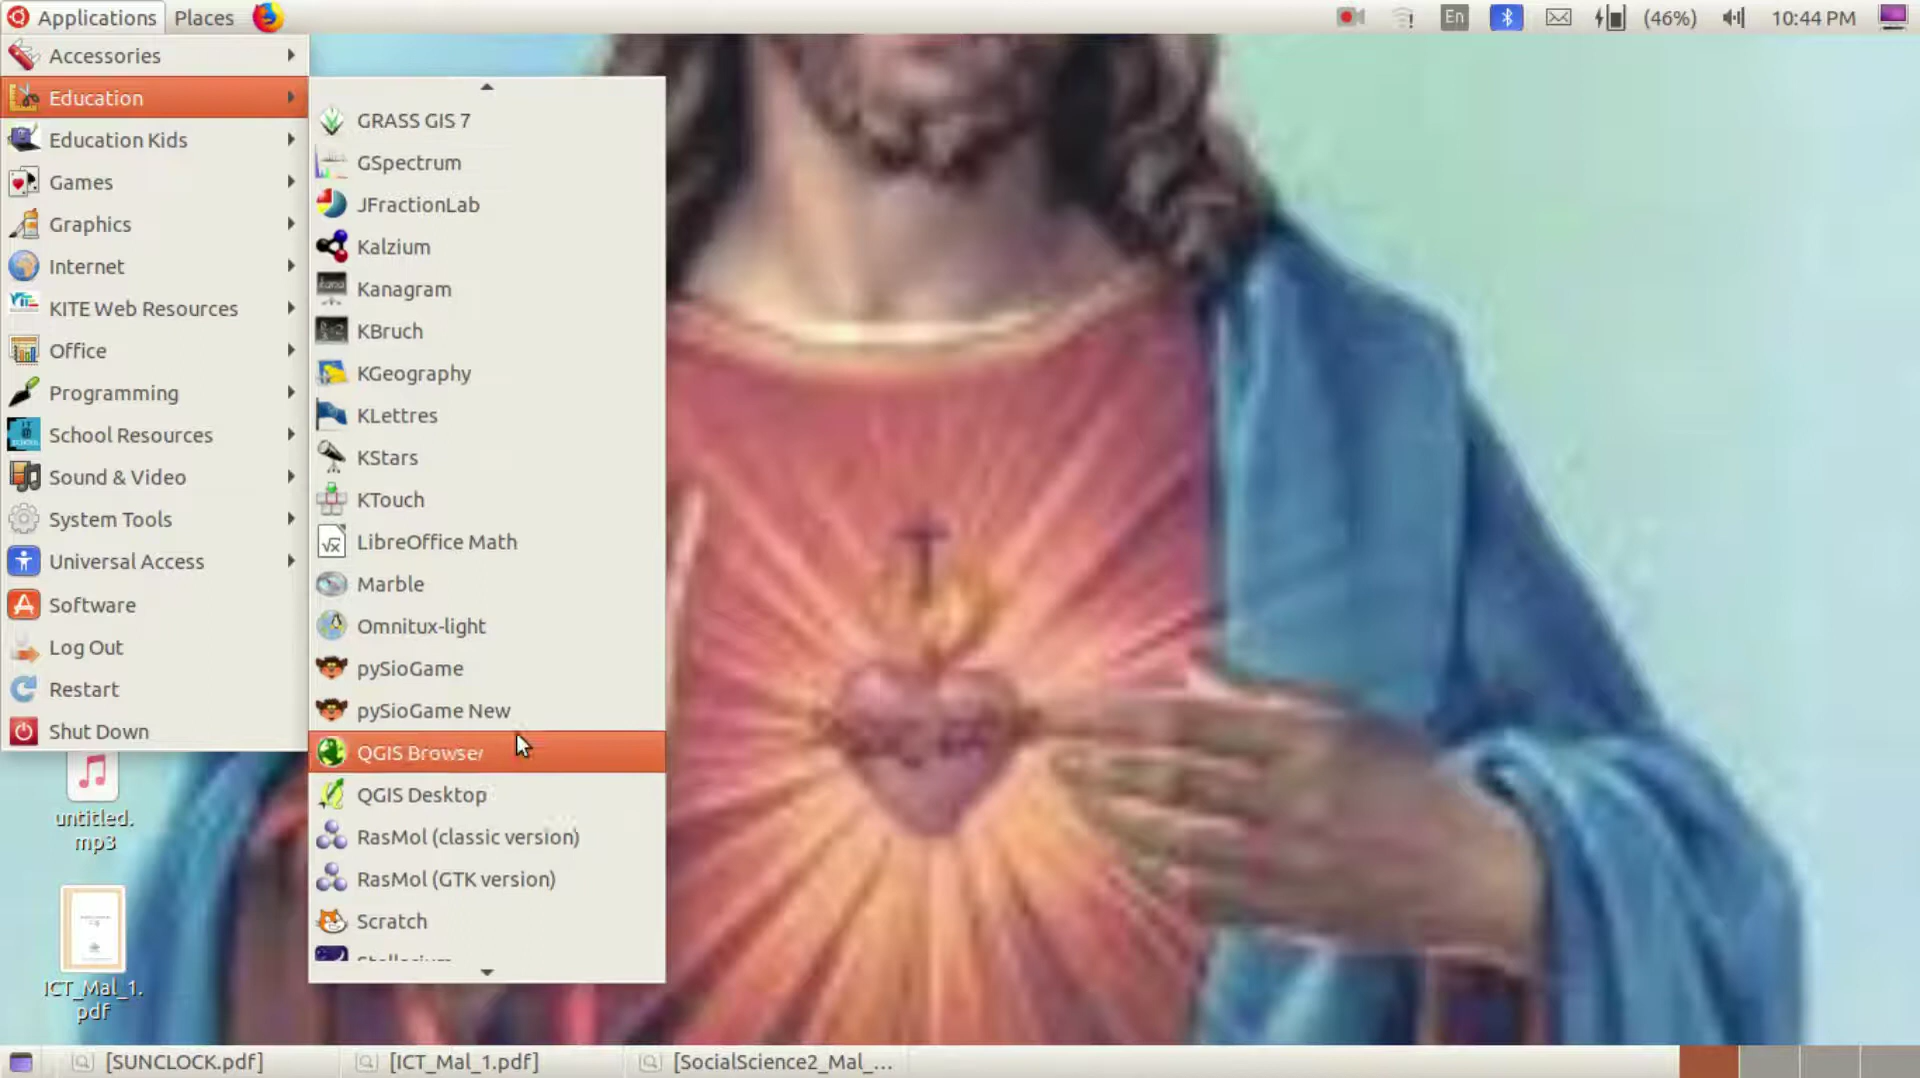 Applications Places
En (46%) 10:44 PM
Accessories
Education
Education Kids
Games
Graphics
Internet
KITE Web Resources
Office
Programming
School Resources
Sound & Video
System Tools
Universal Access
Software
Log Out
Restart
Shut Down
GRASS GIS 7
GSpectrum
JFractionLab
Kalzium
Kanagram
KBruch
KGeography
KLettres
KStars
KTouch
LibreOffice Math
Marble
Omnitux-light
pySioGame
pySioGame New
QGIS Browser
QGIS Desktop
RasMol (classic version)
RasMol (GTK version)
Scratch
Stellarium
untitled.
mp3
ICT_Mal_1.
pdf
[SUNCLOCK.pdf] [ICT_Mal_1.pdf] [SocialScience2_Mal_...